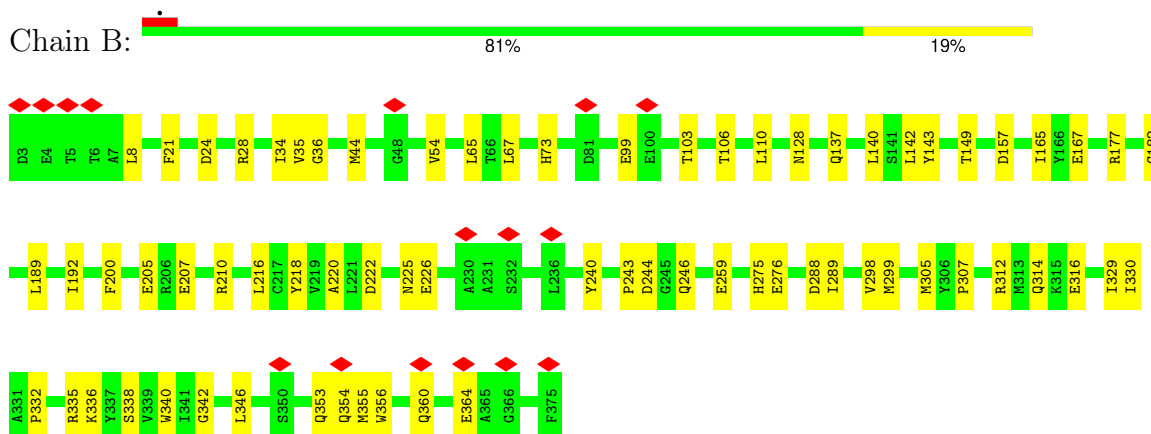 Chain B:
81% 19%
D3 E4 T5 T6 A7 L8 F21 D24 R28 I34 V35 G36 M44 G48 V54 L65 T66 L67 H73 D81 E99 E100 T103 T106 L110 N128 Q137 L140 S141 L142 Y143 T149 D157 I165 Y166 E167 R177
L189 I192 F200 E205 R206 E207 R210 L216 C217 Y218 V219 A220 L221 D222 N225 E226 A230 A231 S232 L236 Y240 P243 D244 G245 Q246 E259 H275 E276 D288 I289 V298 M299 M305 Y306 P307 R312 M313 Q314 K315 E316 I329 I330
A331 P332 R335 K336 Y337 S338 V339 W340 I341 G342 L346 S350 Q353 Q354 M355 W356 Q360 E364 A365 G366 F375